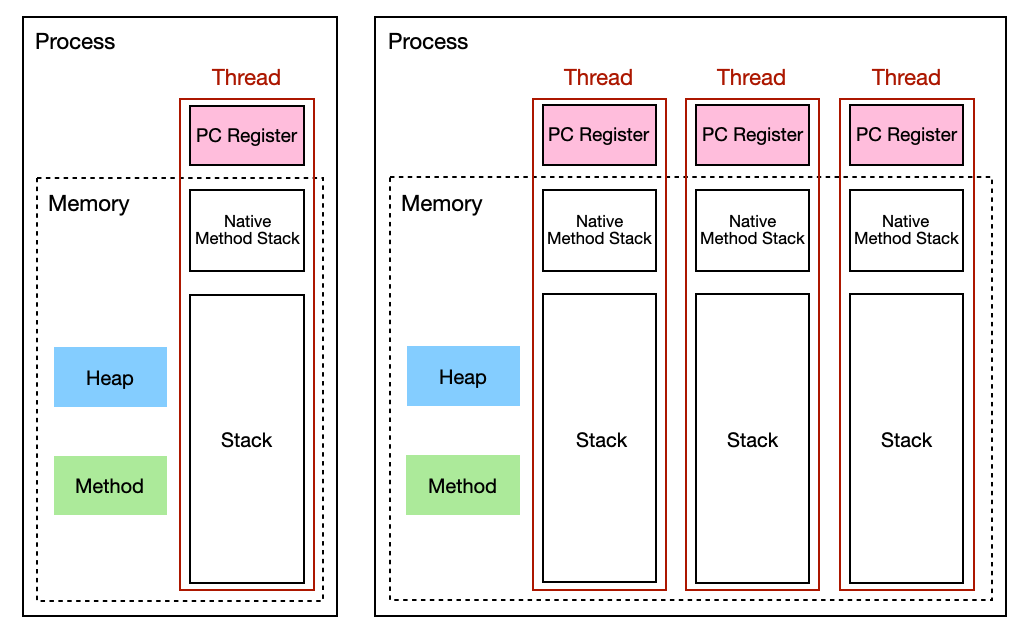 Process
Thread
PC Register
Memory
Native
Method Stack
Heap
Stack
Method
Process
Thread
Thread
Thread
PC Register
PC Register
PC Register
Memory
Native
Method Stack
Native
Method Stack
Native
Method Stack
Heap
Stack
Stack
Stack
Method